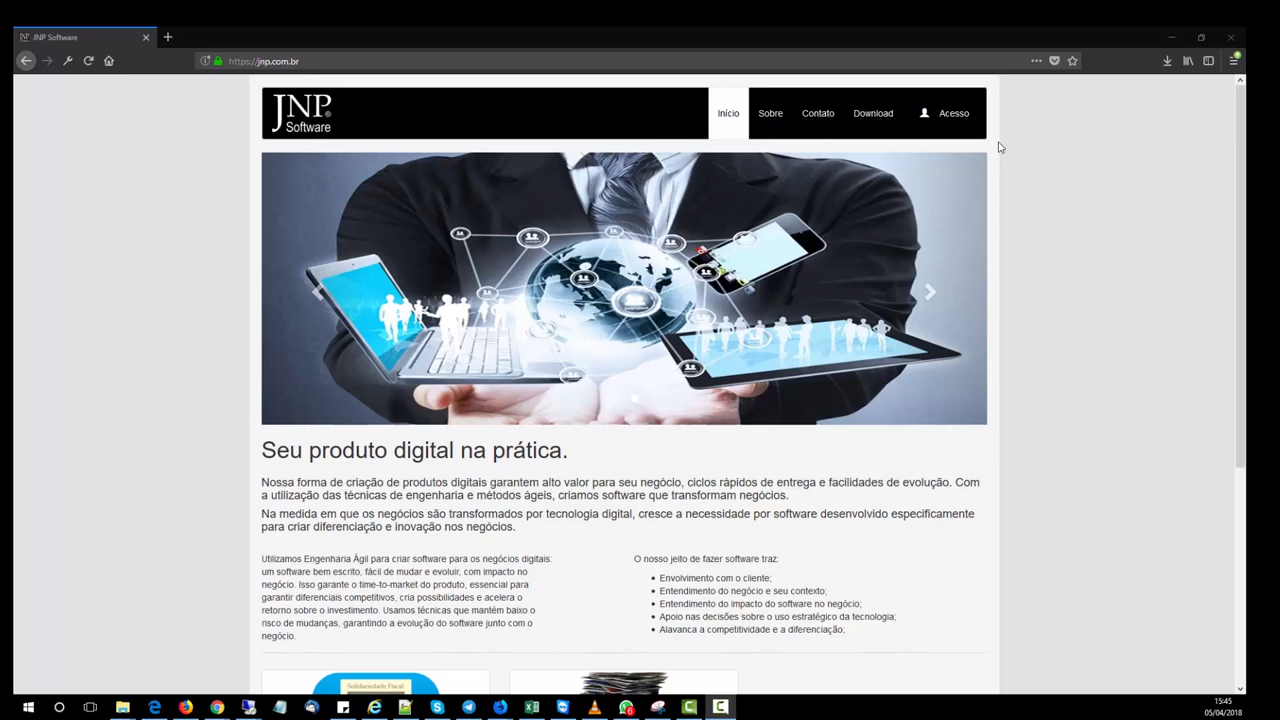 JNP Software
https://jnp.com.br
JNP®
Software
Início
Sobre
Contato
Download
Acesso
Seu produto digital na prática.
Nossa forma de criação de produtos digitais garantem alto valor para seu negócio, ciclos rápidos de entrega e facilidades de evolução. Com
a utilização das técnicas de engenharia e métodos ágeis, criamos software que transformam negócios.
Na medida em que os negócios são transformados por tecnologia digital, cresce a necessidade por software desenvolvido especificamente
para criar diferenciação e inovação nos negócios.
Utilizamos Engenharia Ágil para criar software para os negócios digitais:
um software bem escrito, fácil de mudar e evoluir, com impacto no
negócio. Isso garante o time-to-market do produto, essencial para
garantir diferenciais competitivos, cria possibilidades e acelera o
retorno sobre o investimento. Usamos técnicas que mantém baixo o
risco de mudanças, garantindo a evolução do software junto com o
negócio.
O nosso jeito de fazer software traz:
Envolvimento com o cliente;
Entendimento do negócio e seu contexto;
Entendimento do impacto do software no negócio;
Apoio nas decisões sobre o uso estratégico da tecnologia;
Alavanca a competitividade e a diferenciação;
Solidariedade Fiscal
15:45
05/04/2018